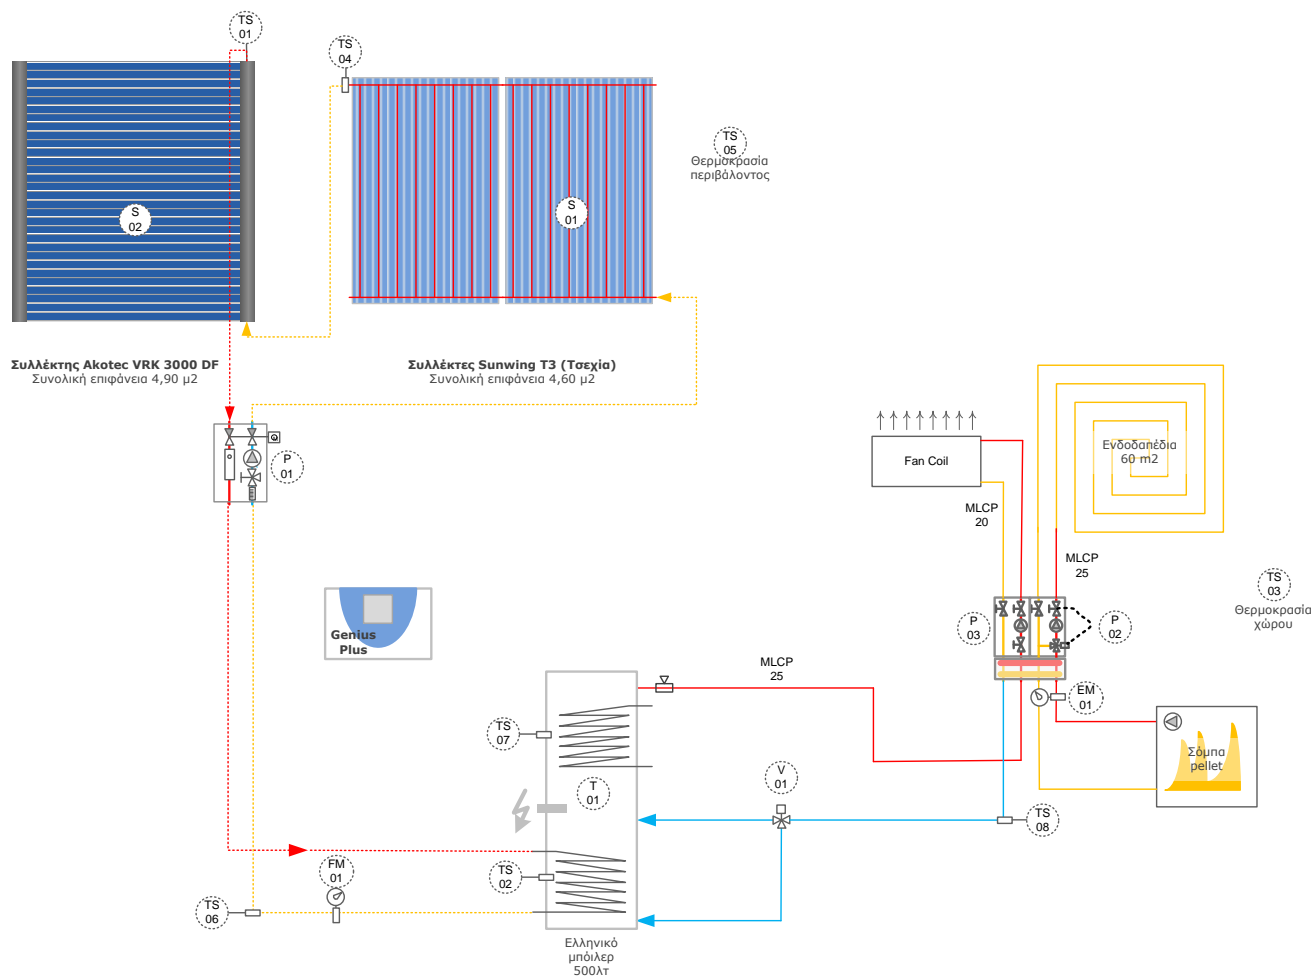 TS
01
TS
04
TS
05
Θερμοκρασία
περιβάλοντος
S
02
S
01
Συλλέκτης Akotec VRK 3000 DF
Συνολική επιφάνεια 4,90 μ2
Συλλέκτες Sunwing T3 (Τσεχία)
Συνολική επιφάνεια 4,60 μ2
P
01
Fan Coil
Ενδοδαπέδια
60 m2
MLCP
20
MLCP
25
TS
03
Θερμοκρασία
χώρου
P
03
P
02
Genius
Plus
MLCP
25
EM
01
TS
07
Σόμπα
pellet
V
01
T
01
TS
08
FM
01
TS
02
TS
06
Ελληνικό
μπόιλερ
500λτ